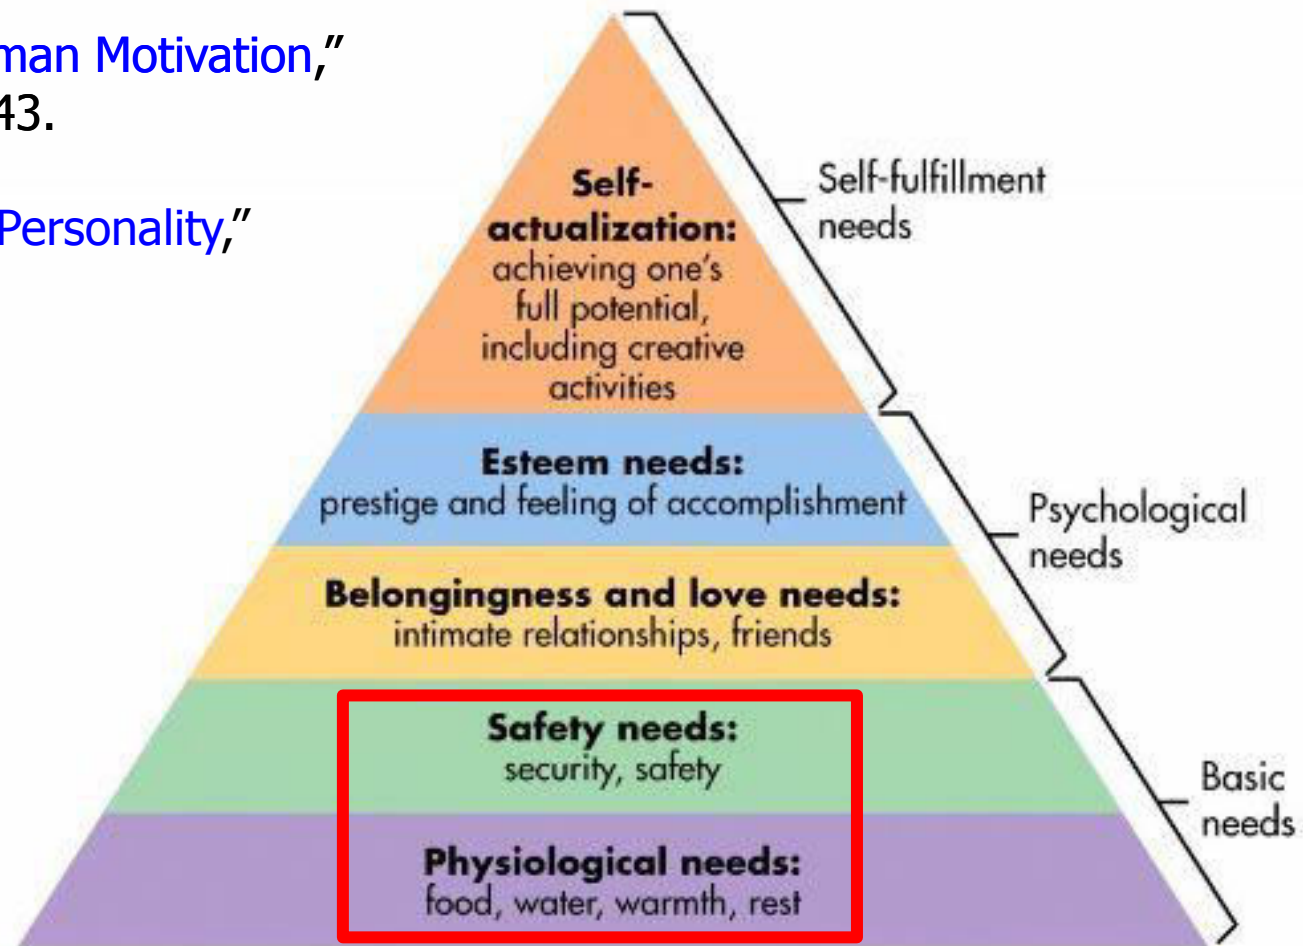 man Motivation,”
43.
Personality,”
Self-
actualization:
achieving one’s
full potential,
including creative
activities
Esteem needs:
prestige and feeling of accomplishment
Belongingness and love needs:
intimate relationships, friends
Safety needs:
security, safety
Physiological needs:
food, water, warmth, rest
Self-fulfillment
needs
Psychological
needs
Basic
needs